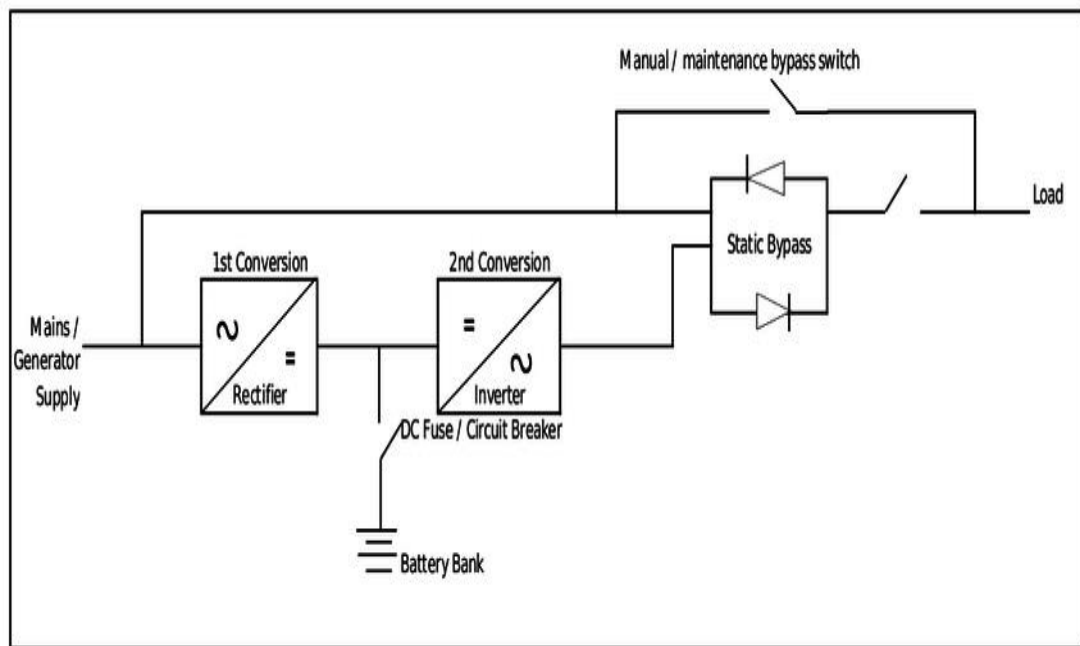 Manual / maintenance bypass switch
Load
Static Bypass
1st Conversion
2nd Conversion
Mains /
Generator
Supply
Rectifier
Inverter
DC Fuse / Circuit Breaker
Battery Bank